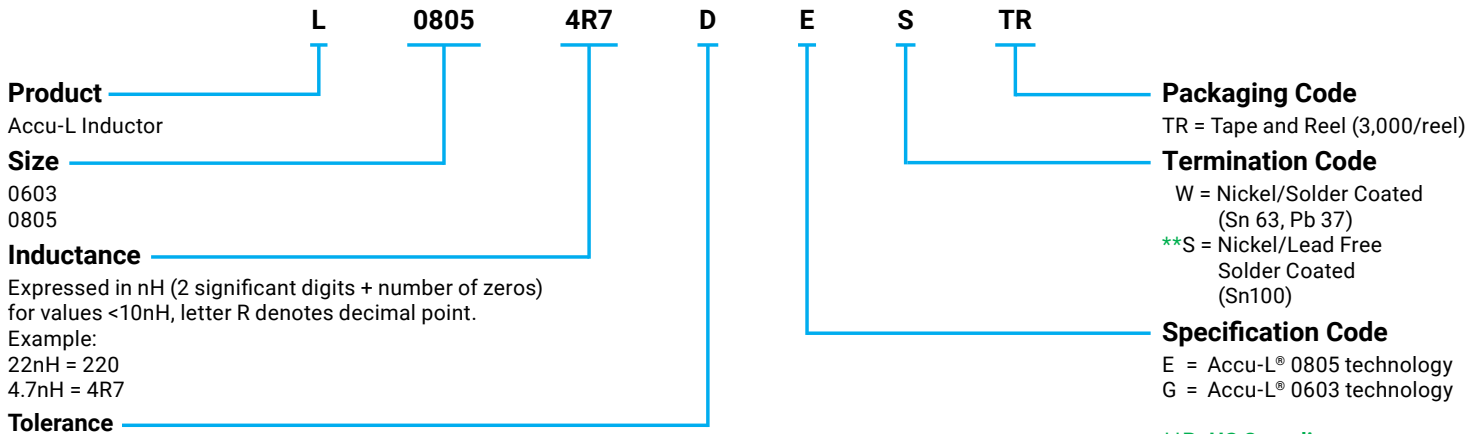 L 0805 4R7 D E S TR
Product
Accu-L Inductor
Size
0603
0805
Inductance
Expressed in nH (2 significant digits + number of zeros)
for values <10nH, letter R denotes decimal point.
Example:
22nH = 220
4.7nH = 4R7
Tolerance
Packaging Code
TR = Tape and Reel (3,000/reel)
Termination Code
W = Nickel/Solder Coated
(Sn 63, Pb 37)
**S = Nickel/Lead Free
Solder Coated
(Sn100)
Specification Code
E = Accu-L® 0805 technology
G = Accu-L® 0603 technology